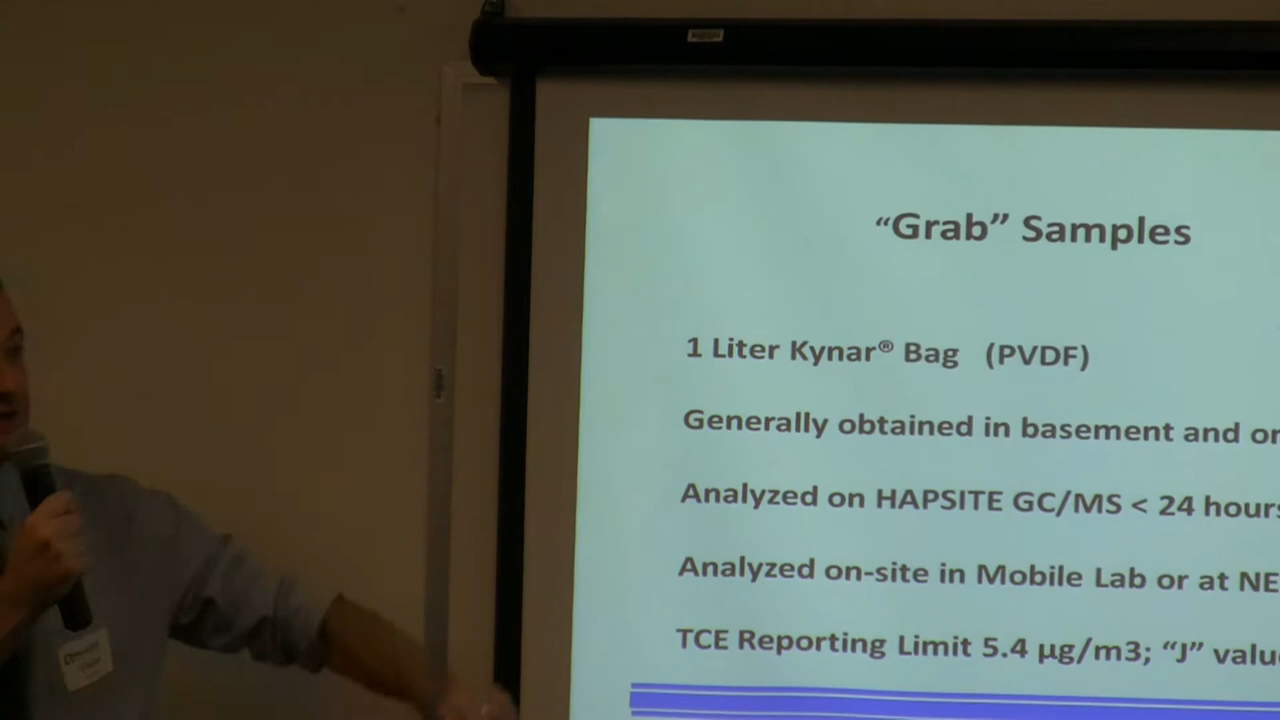 “Grab” Samples
1 Liter Kynar® Bag (PVDF)
Generally obtained in basement and or
Analyzed on HAPSITE GC/MS < 24 hours
Analyzed on-site in Mobile Lab or at NE
TCE Reporting Limit 5.4 µg/m3; “J” valu